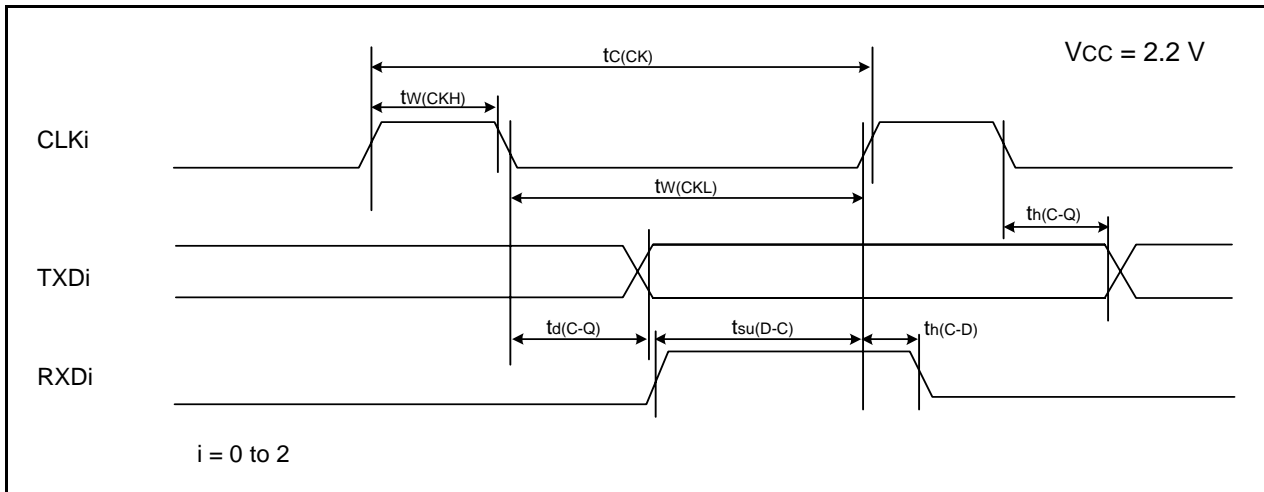 tC(CK)
VCC = 2.2 V
tW(CKH)
CLKi
tW(CKL)
th(C-Q)
TXDi
td(C-Q)
tsu(D-C)
th(C-D)
RXDi
i = 0 to 2